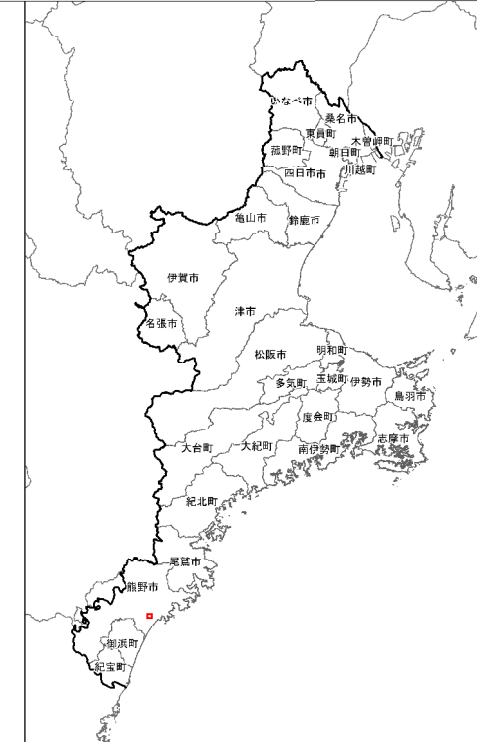 いなべ市
桑名市
東員町
木曽岬町
菰野町
朝日町
四日市市
川越町
亀山市
鈴鹿市
伊賀市
津市
名張市
明和町
松阪市
多気町
玉城町
伊勢市
鳥羽市
度会町
志摩市
大台町
大紀町
南伊勢町
紀北町
尾鷲市
熊野市
御浜町
紀宝町